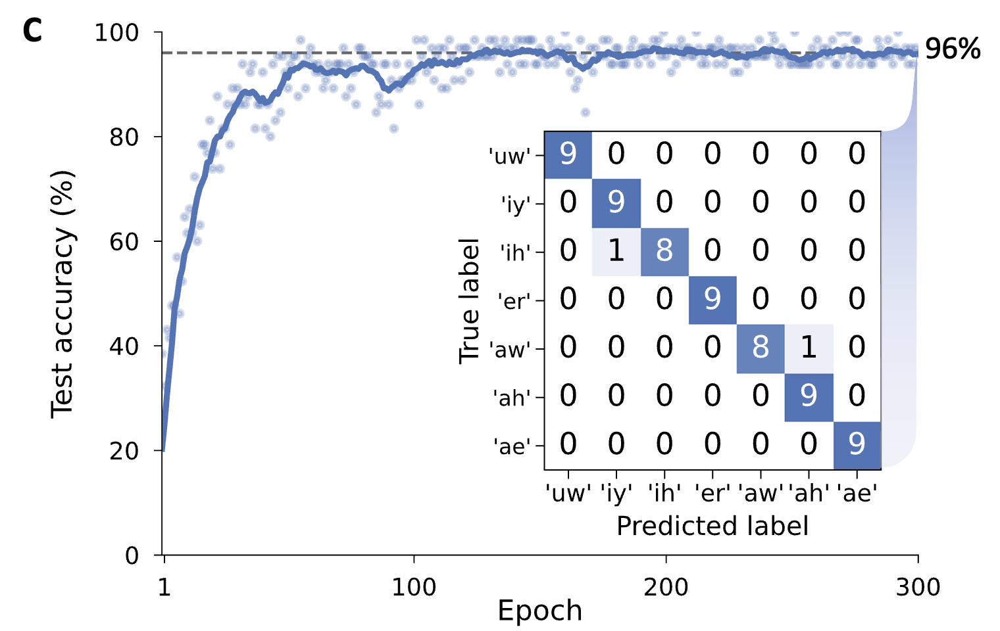 C
100
80
60
40
20
0
Test accuracy (%)
96%
True label
'uw' 9 0 0 0 0 0 0
'iy' 0 9 0 0 0 0 0
'ih' 0 1 8 0 0 0 0
'er' 0 0 0 9 0 0 0
'aw' 0 0 0 0 8 1 0
'ah' 0 0 0 0 0 9 0
'ae' 0 0 0 0 0 0 9
'uw' 'iy' 'ih' 'er' 'aw' 'ah' 'ae'
Predicted label
1 100 200 300
Epoch